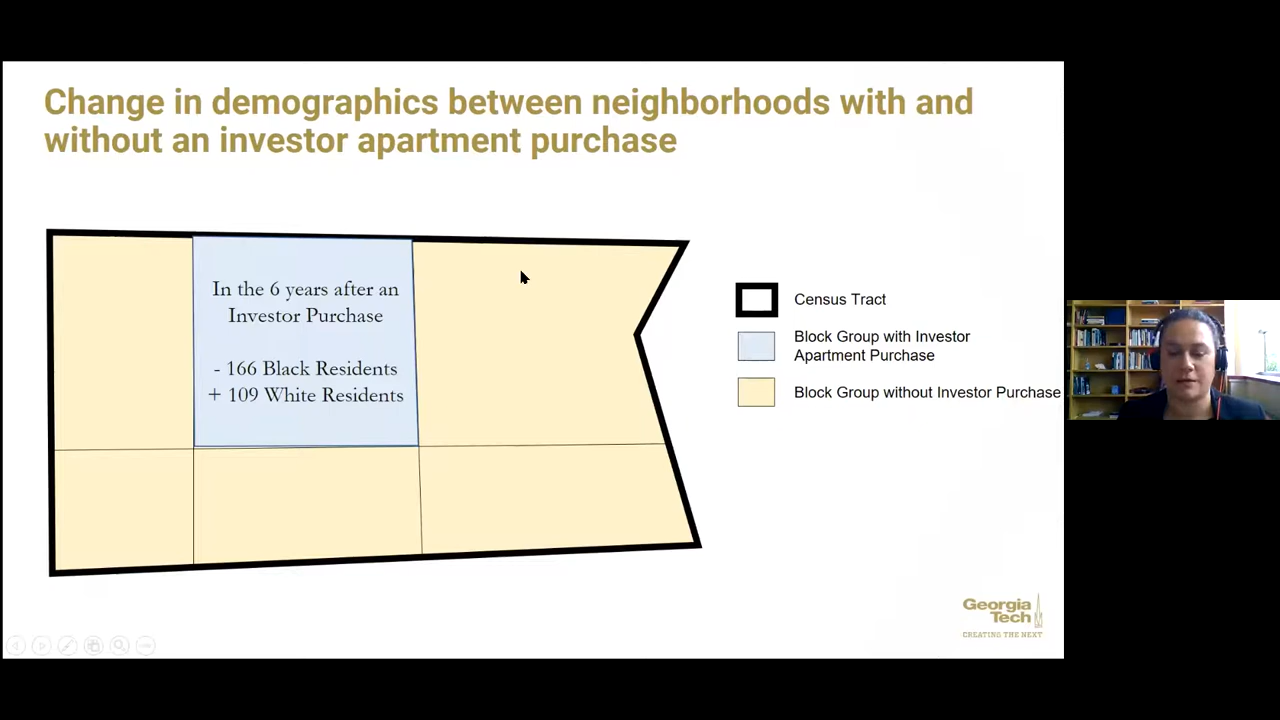 Change in demographics between neighborhoods with and
without an investor apartment purchase
In the 6 years after an
Investor Purchase
- 166 Black Residents
+ 109 White Residents
Census Tract
Block Group with Investor
Apartment Purchase
Block Group without Investor Purchase
Georgia
Tech
CREATING THE NEXT